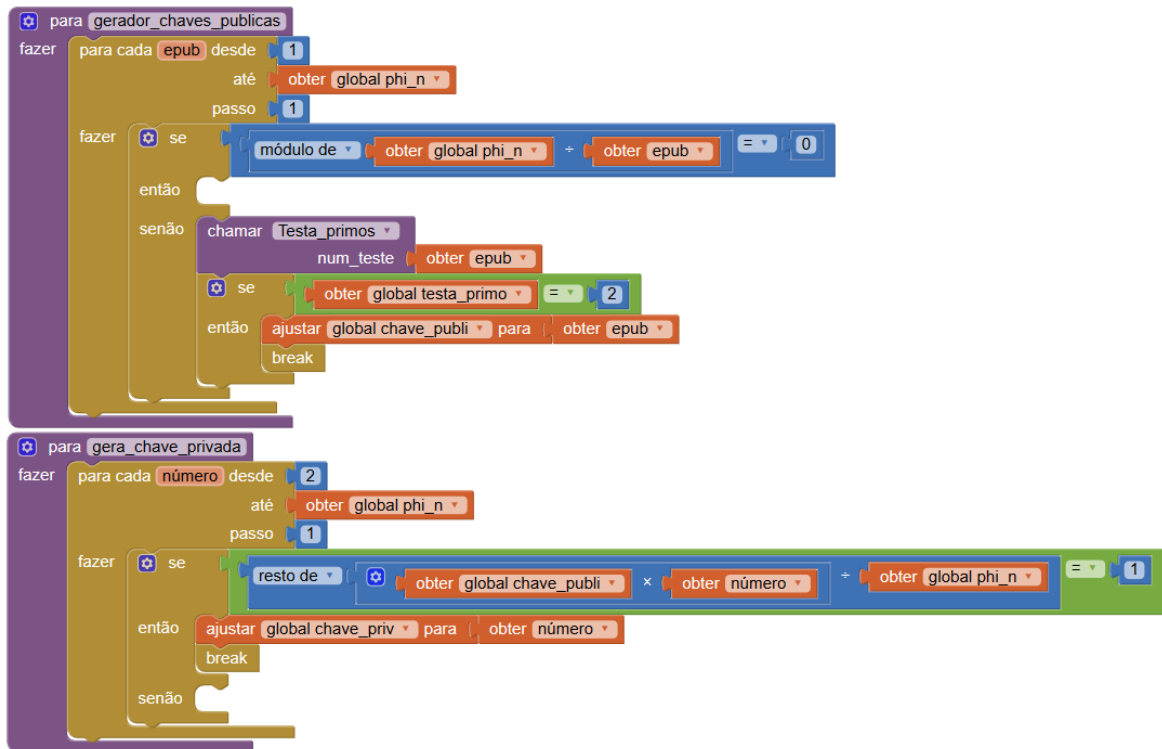 para gerador_chaves_publicas
fazer para cada epub desde 1
até obter global phi_n
passo 1
fazer se módulo de obter global phi_n ÷ obter epub = 0
então
senão chamar Testa_primos
num_teste obter epub
se obter global testa_primo = 2
então ajustar global chave_publi para obter epub
break
para gera_chave_privada
fazer para cada número desde 2
até obter global phi_n
passo 1
fazer se resto de obter global chave_publi × obter número ÷ obter global phi_n = 1
então ajustar global chave_priv para obter número
break
senão